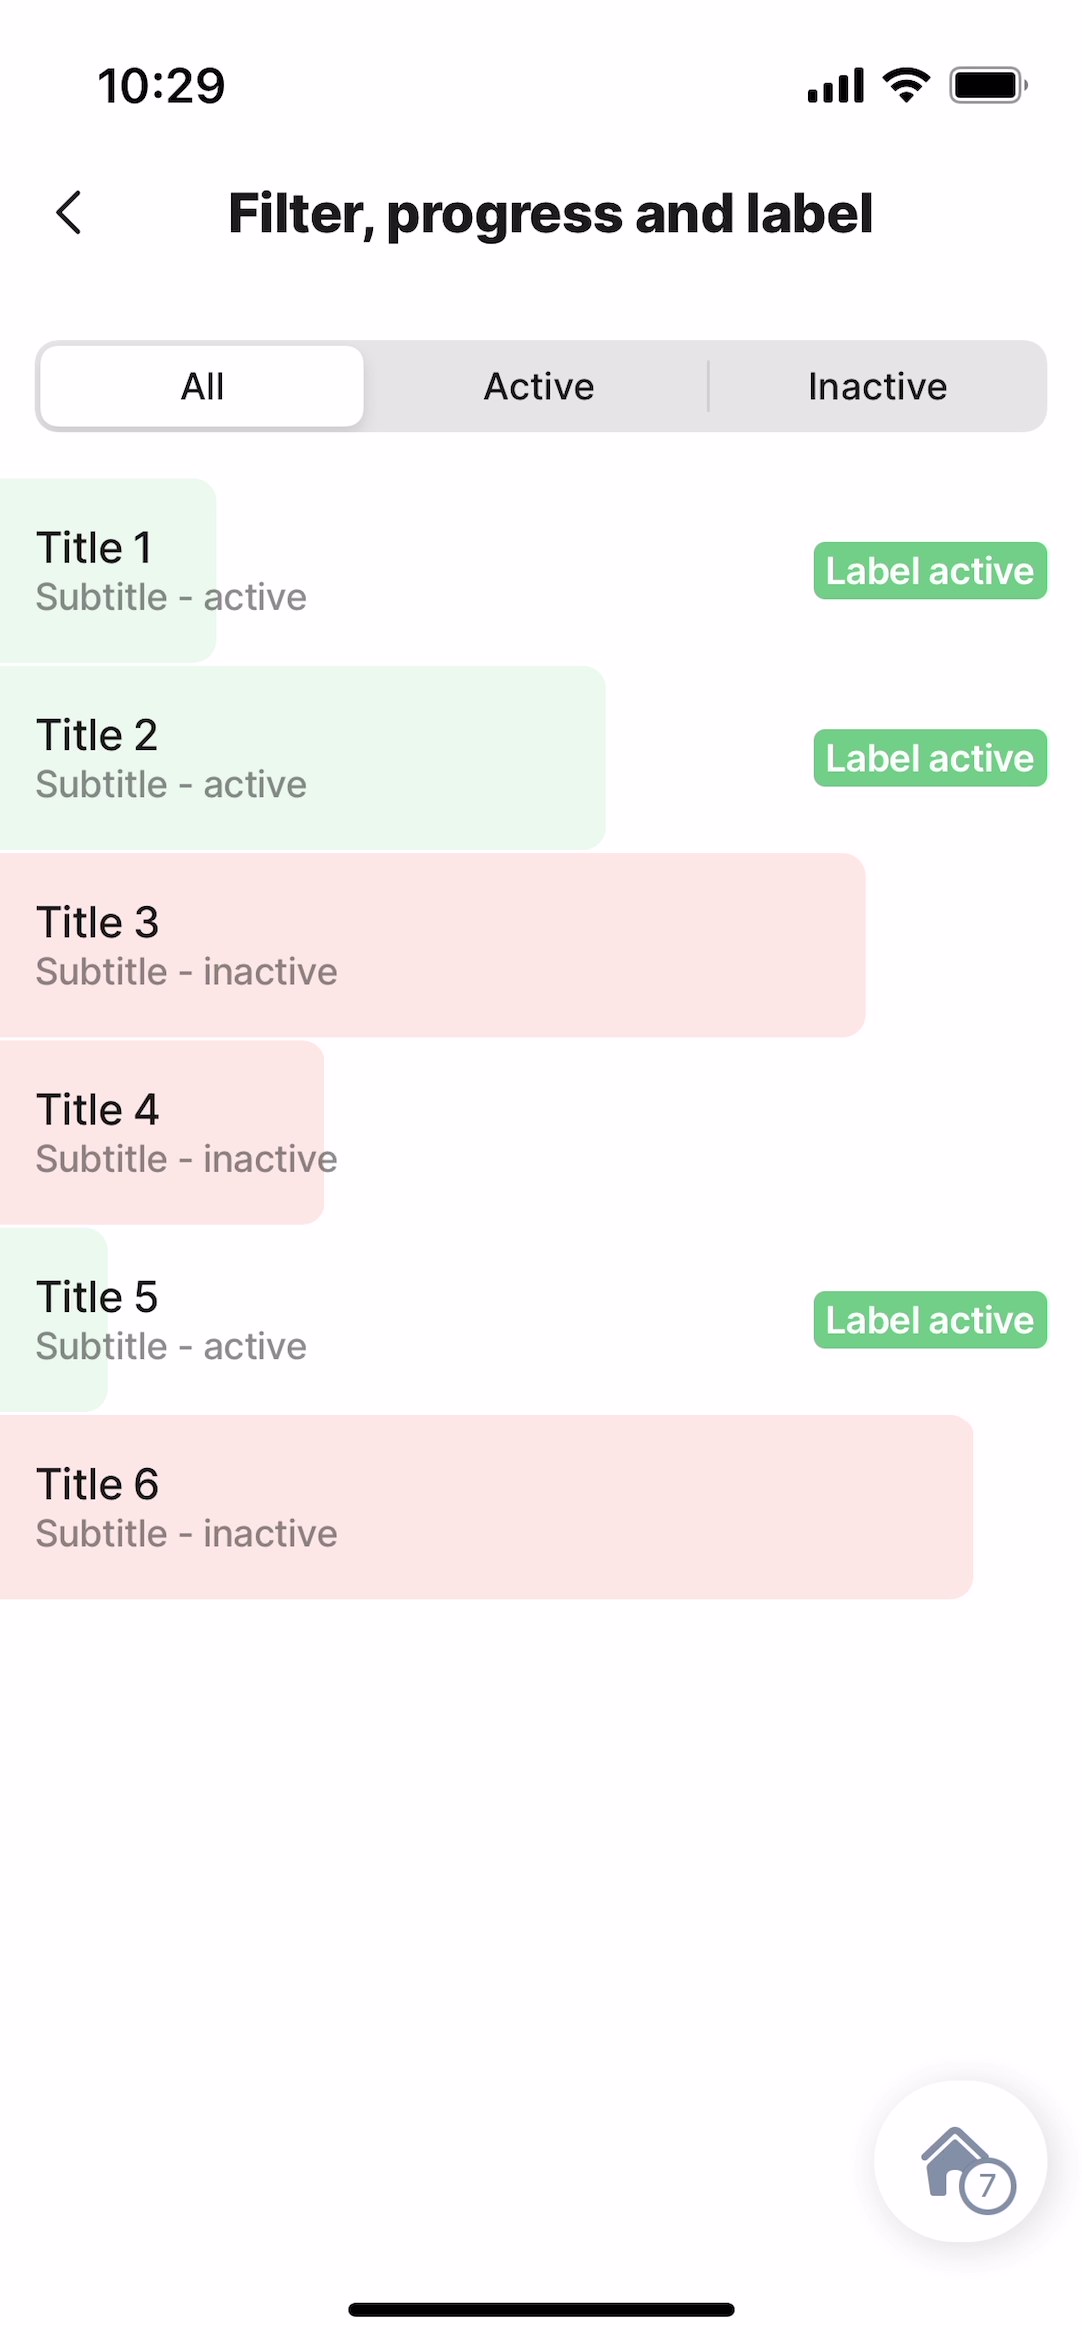 10:29
Filter, progress and label
All
Active
Inactive
Title 1
Subtitle - active
Label active
Title 2
Subtitle - active
Label active
Title 3
Subtitle - inactive
Title 4
Subtitle - inactive
Title 5
Subtitle - active
Label active
Title 6
Subtitle - inactive
7